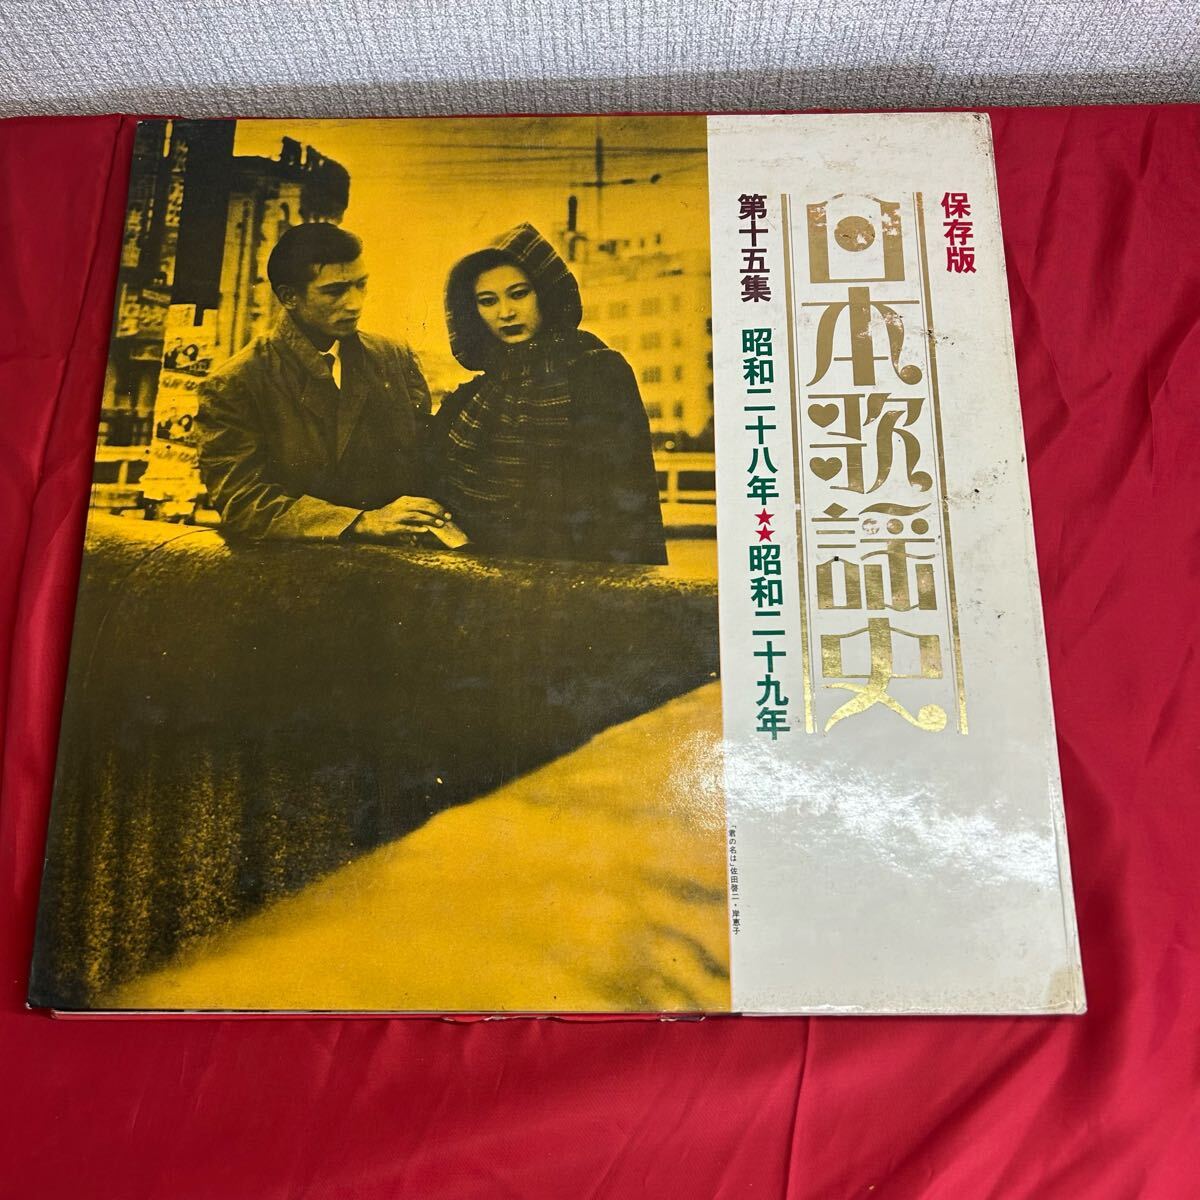 保存版
日本歌謡史
第十五集 昭和二十八年★★昭和二十九年
「君の名は」佐田啓二・岸惠子